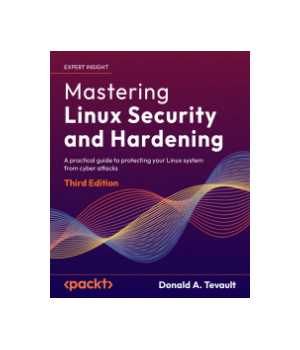 EXPERT INSIGHT
Mastering
Linux Security
and Hardening
A practical guide to protecting your Linux system
from cyber attacks
Third Edition
<packt>
Donald A. Tevault